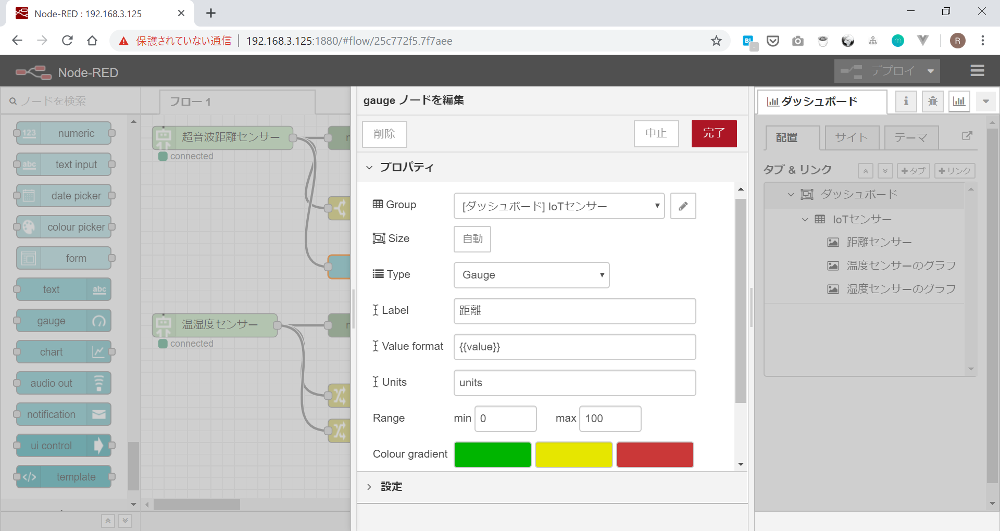 Node-RED : 192.168.3.125
保護されていない通信
192.168.3.125:1880/#flow/25c772f5.7f7aee
R
Node-RED
デプロイ
ノードを検索
フロー 1
123 numeric
abc text input
date picker
colour picker
form
text abc
gauge
chart
audio out
notification
ui control
</> template
超音波距離センサー
connected
温湿度センサー
connected
gauge ノードを編集
削除
中止
完了
プロパティ
Group
[ダッシュボード] IoTセンサー
Size
自動
Type
Gauge
Label
距離
Value format
{{value}}
Units
units
Range
min 0
max 100
Colour gradient
設定
ダッシュボード
i
配置
サイト
テーマ
タブ & リンク
+タブ
+リンク
ダッシュボード
IoTセンサー
距離センサー
温度センサーのグラフ
湿度センサーのグラフ